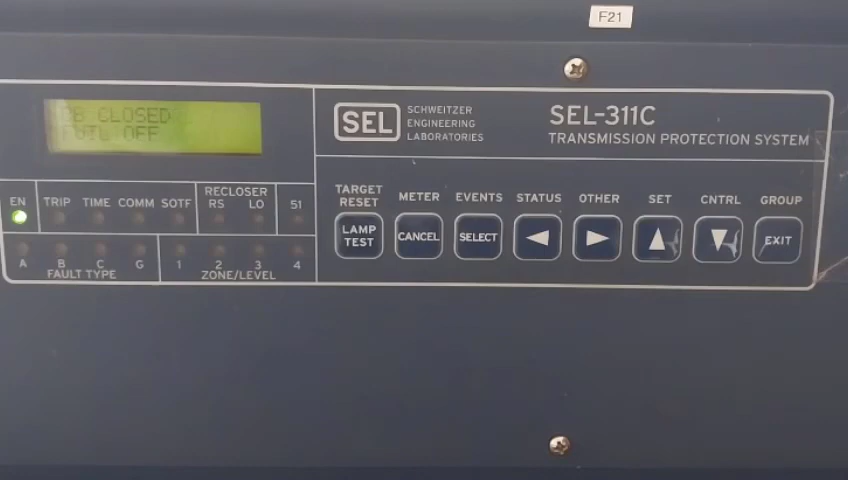 F21
CB CLOSED
OFF
SEL
SCHWEITZER
ENGINEERING
LABORATORIES
SEL-311C
TRANSMISSION PROTECTION SYSTEM
EN TRIP TIME COMM SOTF
RECLOSER
RS LO
51
A B C G
FAULT TYPE
1 2 3 4
ZONE/LEVEL
TARGET RESET
METER EVENTS STATUS OTHER SET CNTRL GROUP
LAMP TEST
CANCEL SELECT EXIT